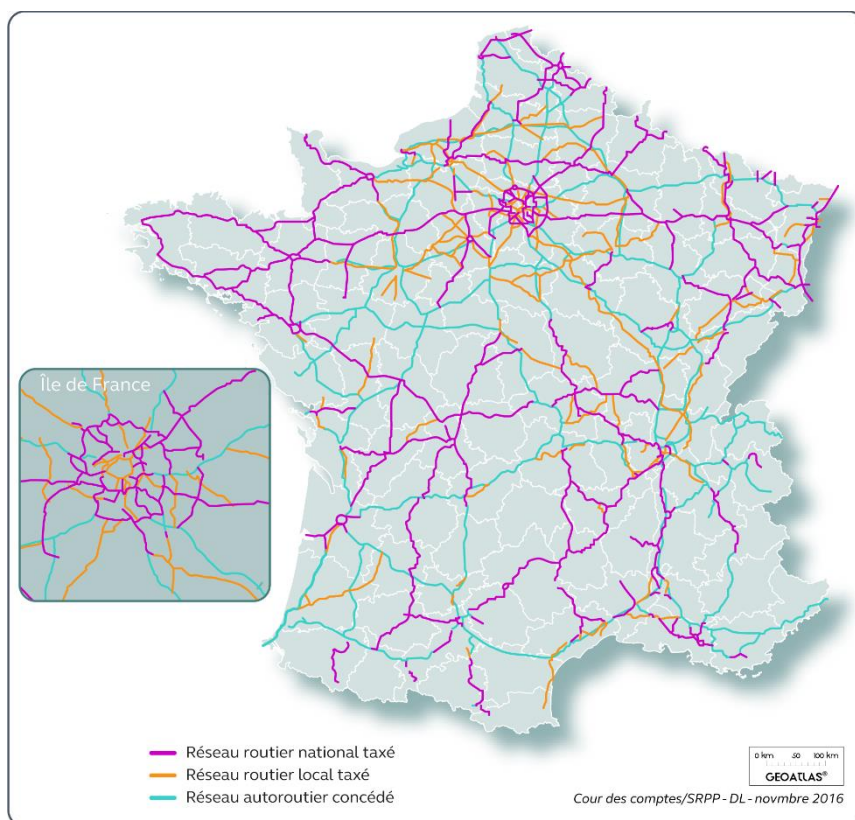 Île de France
Réseau routier national taxé
Réseau routier local taxé
Réseau autoroutier concédé
0 km 50 100 km
GEOATLAS®
Cour des comptes/SRPP - DL - novmbre 2016